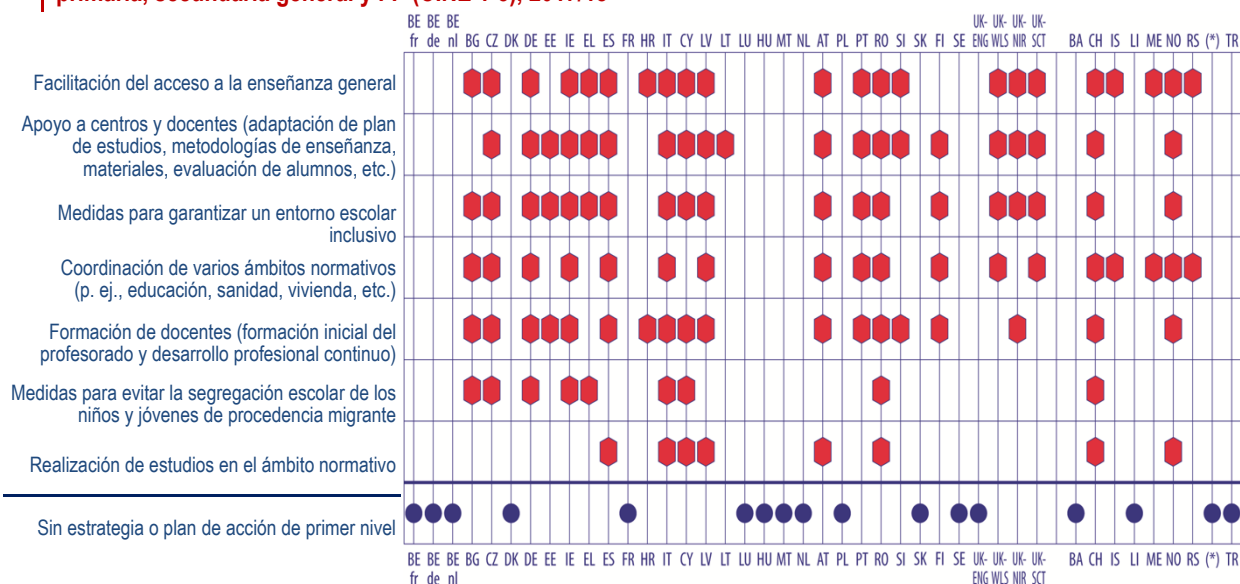 primaria, secundaria general y FP (CINE 1-3), 2017/18
BE BE BE UK- UK- UK- UK-
fr de nl BG CZ DK DE EE IE EL ES FR HR IT CY LV LT LU HU MT NL AT PL PT RO SI SK FI SE ENG WLS NIR SCT BA CH IS LI ME NO RS (*) TR
Facilitación del acceso a la enseñanza general
Apoyo a centros y docentes (adaptación de plan
de estudios, metodologías de enseñanza,
materiales, evaluación de alumnos, etc.)
Medidas para garantizar un entorno escolar
inclusivo
Coordinación de varios ámbitos normativos
(p. ej., educación, sanidad, vivienda, etc.)
Formación de docentes (formación inicial del
profesorado y desarrollo profesional continuo)
Medidas para evitar la segregación escolar de los
niños y jóvenes de procedencia migrante
Realización de estudios en el ámbito normativo
Sin estrategia o plan de acción de primer nivel
BE BE BE BG CZ DK DE EE IE EL ES FR HR IT CY LV LT LU HU MT NL AT PL PT RO SI SK FI SE UK- UK- UK- UK- BA CH IS LI ME NO RS (*) TR
fr de nl ENG WLS NIR SCT